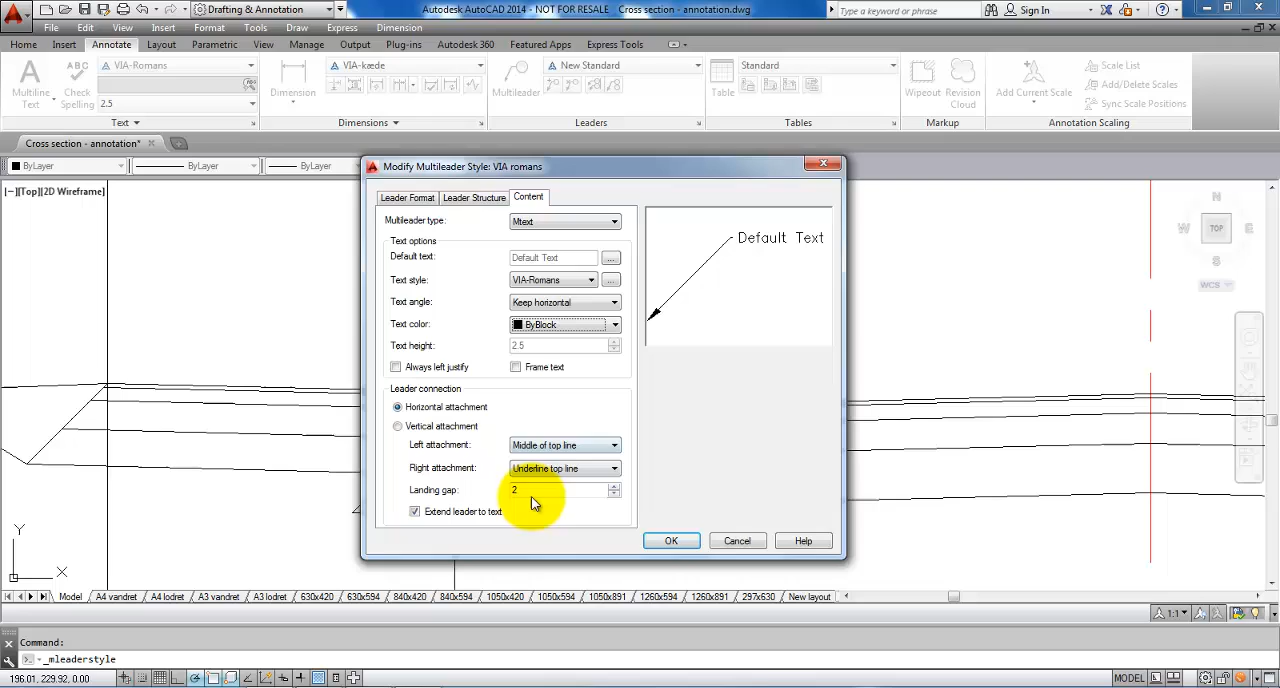 Drafting & Annotation
Autodesk AutoCAD 2014 - NOT FOR RESALE Cross section - annotation.dwg
Type a keyword or phrase
Sign In
File Edit View Insert Format Tools Draw Express Dimension
Home Insert Annotate Layout Parametric View Manage Output Plug-ins Autodesk 360 Featured Apps Express Tools
Multiline
Text
ABC
Check
Spelling
VIA-Romans
2.5
Text
Dimension
VIA-kæde
Dimensions
Multileader
New Standard
Leaders
Table
Standard
Tables
Wipeout
Revision
Cloud
Markup
Add Current Scale
Scale List
Add/Delete Scales
Sync Scale Positions
Annotation Scaling
Cross section - annotation*
ByLayer
ByLayer
ByLayer
[−][Top][2D Wireframe]
Modify Multileader Style: VIA romans
Leader Format Leader Structure Content
Multileader type: Mtext
Text options
Default text: Default Text ...
Text style: VIA-Romans ...
Text angle: Keep horizontal
Text color: ByBlock
Text height: 2.5
Always left justify Frame text
Leader connection
Horizontal attachment
Vertical attachment
Left attachment: Middle of top line
Right attachment: Underline top line
Landing gap: 2
Extend leader to text
Default Text
OK Cancel Help
N
W TOP E
S
WCS
Y
X
Model A4 vandret A4 lodret A3 vandret A3 lodret 630x420 630x594 840x420 840x594 1050x420 1050x594 1050x891 1260x594 1260x891 297x630 New layout
1:1
Command:
_mleaderstyle
196.01, 229.92, 0.00
MODEL